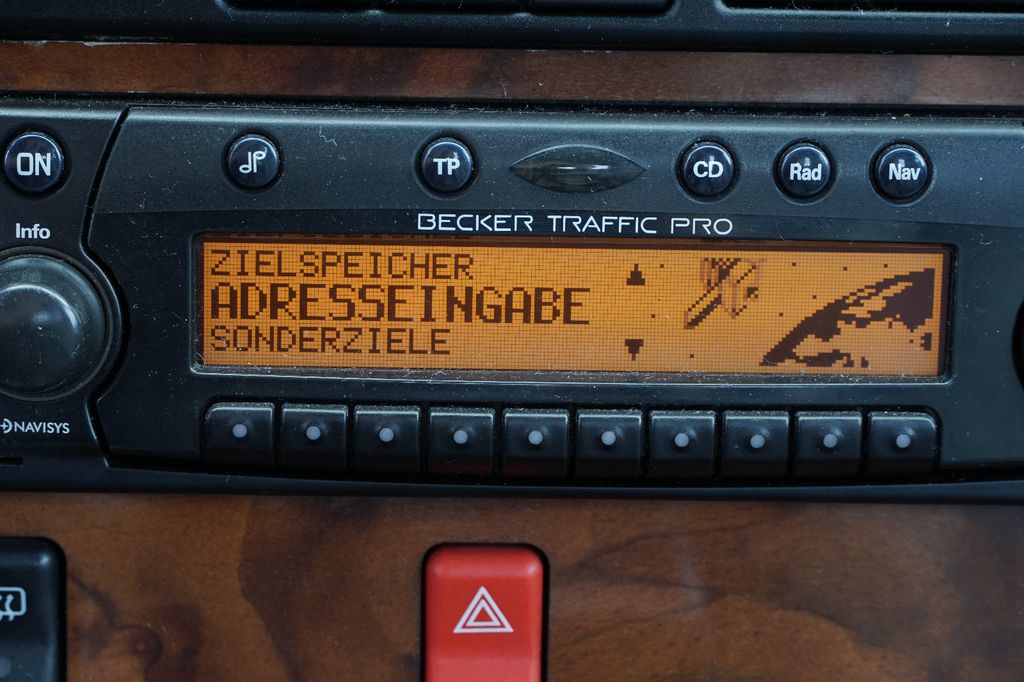 ON
TP
CD
Rad
Nav
Info
BECKER TRAFFIC PRO
ZIELSPEICHER
ADRESSEINGABE
SONDERZIELE
NAVISYS